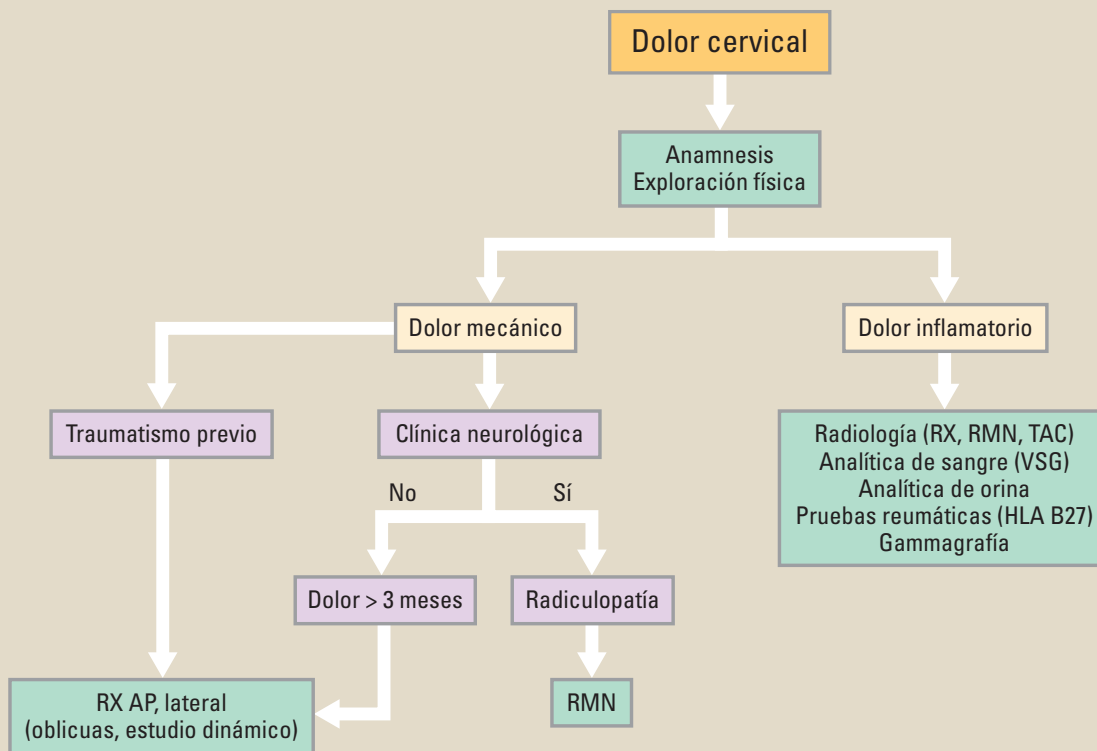 Dolor cervical
Anamnesis
Exploración física
Dolor mecánico
Dolor inflamatorio
Traumatismo previo
Clínica neurológica
Radiología (RX, RMN, TAC)
Analítica de sangre (VSG)
Analítica de orina
Pruebas reumáticas (HLA B27)
Gammagrafía
No
Sí
Dolor > 3 meses
Radiculopatía
RX AP, lateral
(oblicuas, estudio dinámico)
RMN